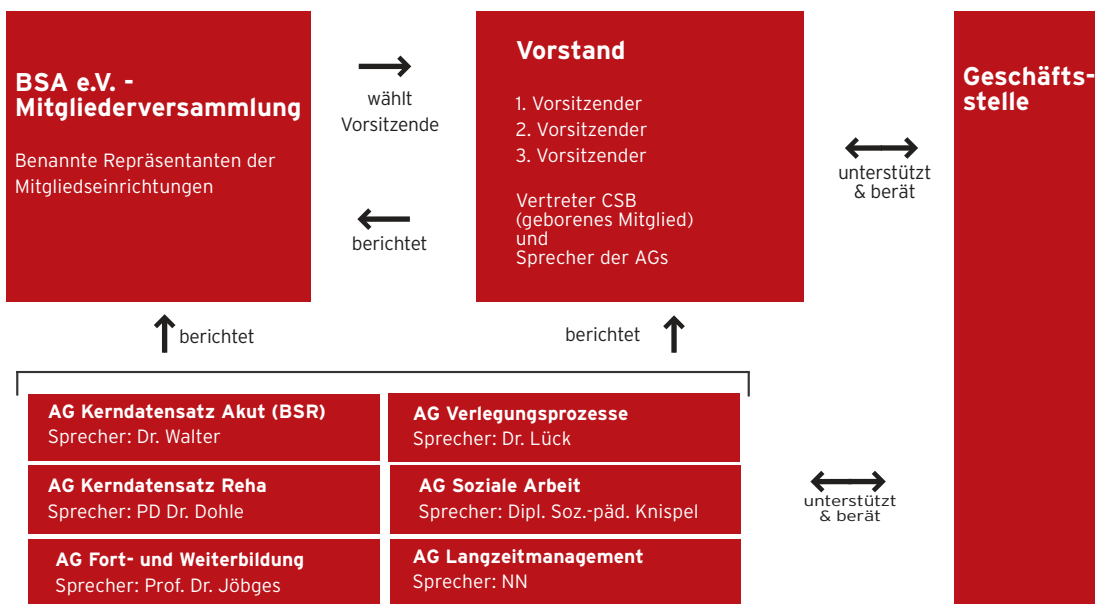 BSA e.V. -
Mitgliederversammlung
Benannte Repräsentanten der
Mitgliedseinrichtungen
wählt
Vorsitzende
berichtet
Vorstand
1. Vorsitzender
2. Vorsitzender
3. Vorsitzender
Vertreter CSB
(geborenes Mitglied)
und
Sprecher der AGs
unterstützt
& berät
Geschäfts-
stelle
berichtet
berichtet
AG Kerndatensatz Akut (BSR)
Sprecher: Dr. Walter
AG Verlegungsprozesse
Sprecher: Dr. Lück
AG Kerndatensatz Reha
Sprecher: PD Dr. Dohle
AG Soziale Arbeit
Sprecher: Dipl. Soz.-päd. Knispel
AG Fort- und Weiterbildung
Sprecher: Prof. Dr. Jöbges
AG Langzeitmanagement
Sprecher: NN
unterstützt
& berät